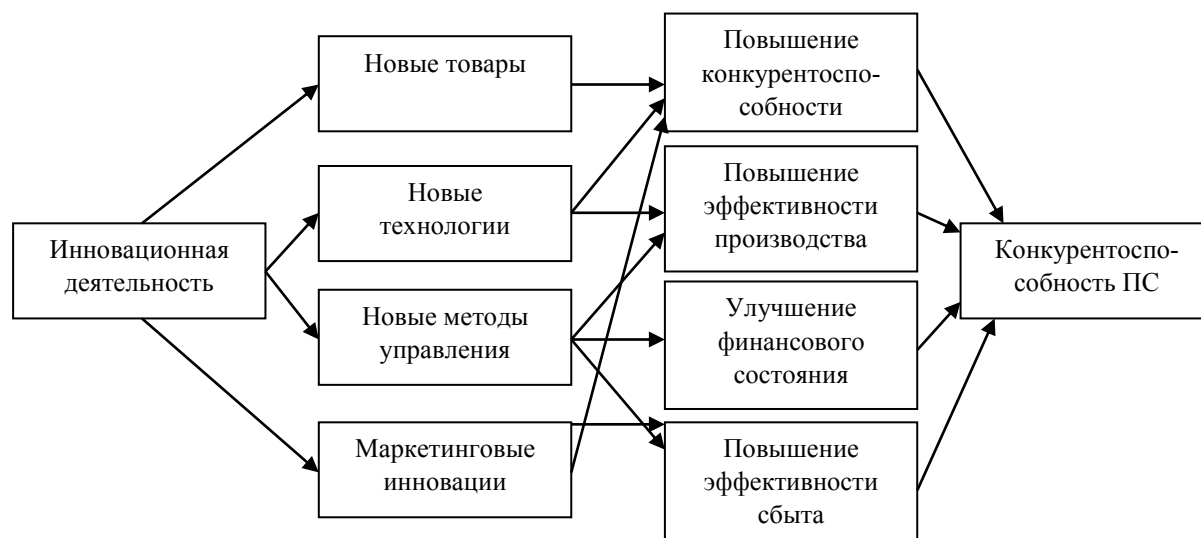 Инновационная
деятельность
Новые товары
Новые
технологии
Новые методы
управления
Маркетинговые
инновации
Повышение
конкурентоспо-
собности
Повышение
эффективности
производства
Улучшение
финансового
состояния
Повышение
эффективности
сбыта
Конкурентоспо-
собность ПС